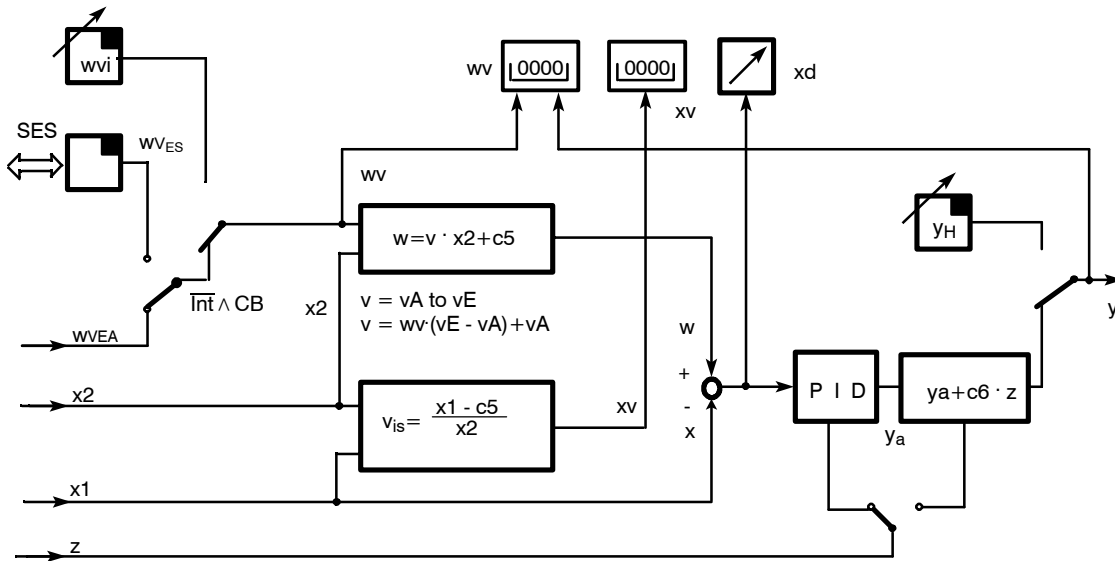 wvi
SES
wvES
Int ∧ CB
wv
0000
0000
xv
xd
wv
w=v · x2+c5
x2
v = vA to vE
v = wv·(vE - vA)+vA
wVEA
x2
vis= x1 - c5
x2
xv
w
+
-
x
yH
y
P I D
ya+c6 · z
ya
x1
z